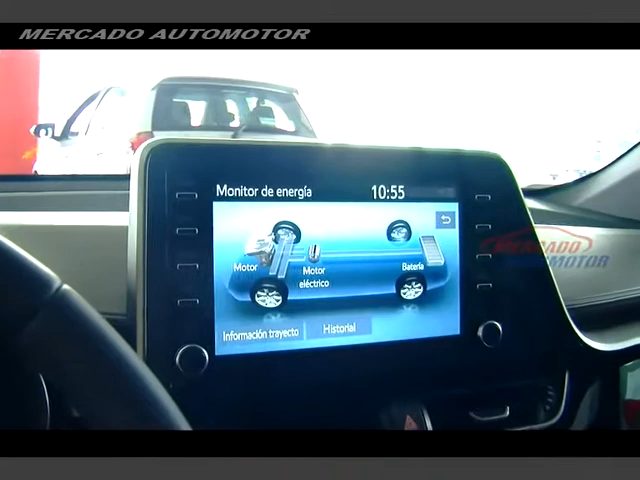 MERCADO AUTOMOTOR
Monitor de energía
10:55
MERCADO
AUTOMOTOR
Motor
Motor
eléctrico
Batería
Información trayecto
Historial